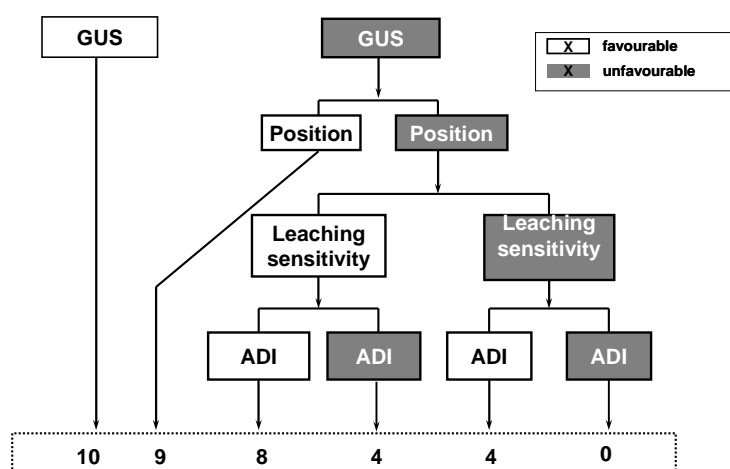 GUS
GUS
X favourable
X unfavourable
Position
Position
Leaching
sensitivity
Leaching
sensitivity
ADI
ADI
ADI
ADI
10 9 8 4 4 0